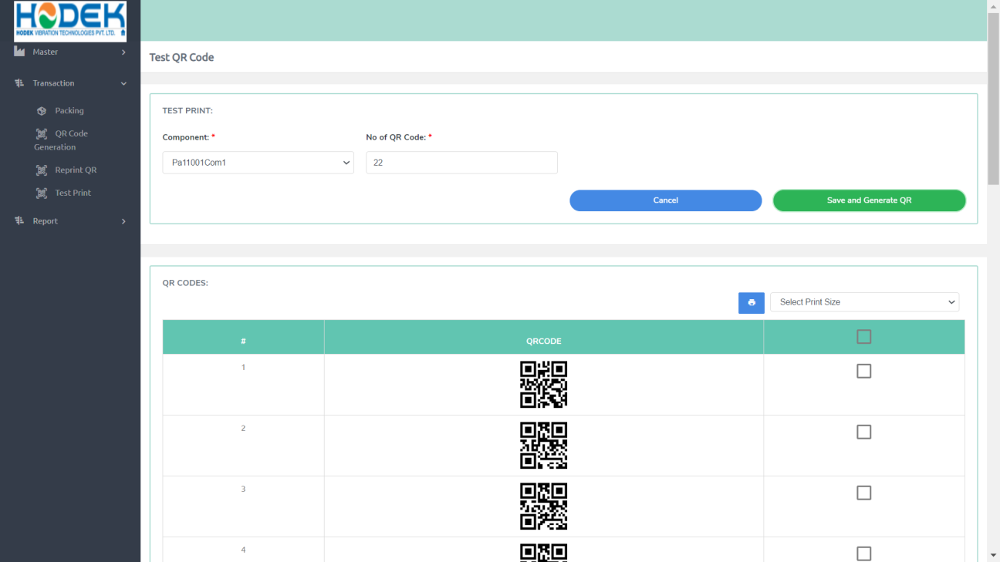 HODEK
HODEK VIBRATION TECHNOLOGIES PVT. LTD.
Master
Transaction
Packing
QR Code
Generation
Reprint QR
Test Print
Report
Test QR Code
TEST PRINT:
Component: *
No of QR Code: *
Pa11001Com1
22
Cancel
Save and Generate QR
QR CODES:
Select Print Size
#
QRCODE
1
2
3
4